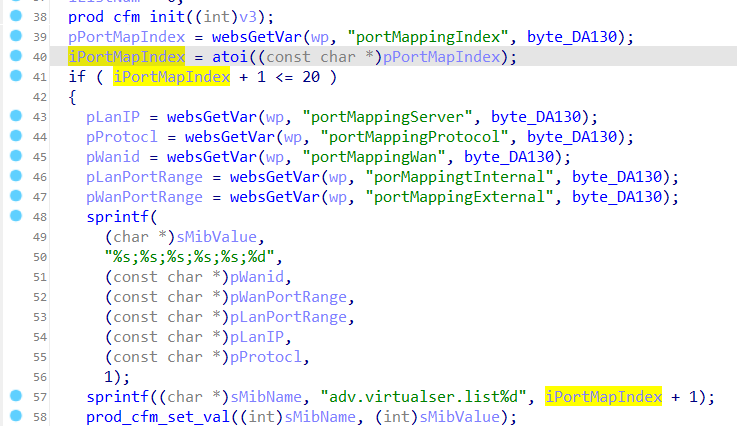 38 prod_cfm_init((int)v3);
39 pPortMapIndex = websGetVar(wp, "portMappingIndex", byte_DA130);
40 iPortMapIndex = atoi((const char *)pPortMapIndex);
41 if ( iPortMapIndex + 1 <= 20 )
42 {
43 pLanIP = websGetVar(wp, "portMappingServer", byte_DA130);
44 pProtocl = websGetVar(wp, "portMappingProtocol", byte_DA130);
45 pWanid = websGetVar(wp, "portMappingWan", byte_DA130);
46 pLanPortRange = websGetVar(wp, "porMappingtInternal", byte_DA130);
47 pWanPortRange = websGetVar(wp, "portMappingExternal", byte_DA130);
48 sprintf(
49 (char *)sMibValue,
50 "%s;%s;%s;%s;%s;%d",
51 (const char *)pWanid,
52 (const char *)pWanPortRange,
53 (const char *)pLanPortRange,
54 (const char *)pLanIP,
55 (const char *)pProtocl,
56 1);
57 sprintf((char *)sMibName, "adv.virtualser.list%d", iPortMapIndex + 1);
58 prod_cfm_set_val((int)sMibName, (int)sMibValue);